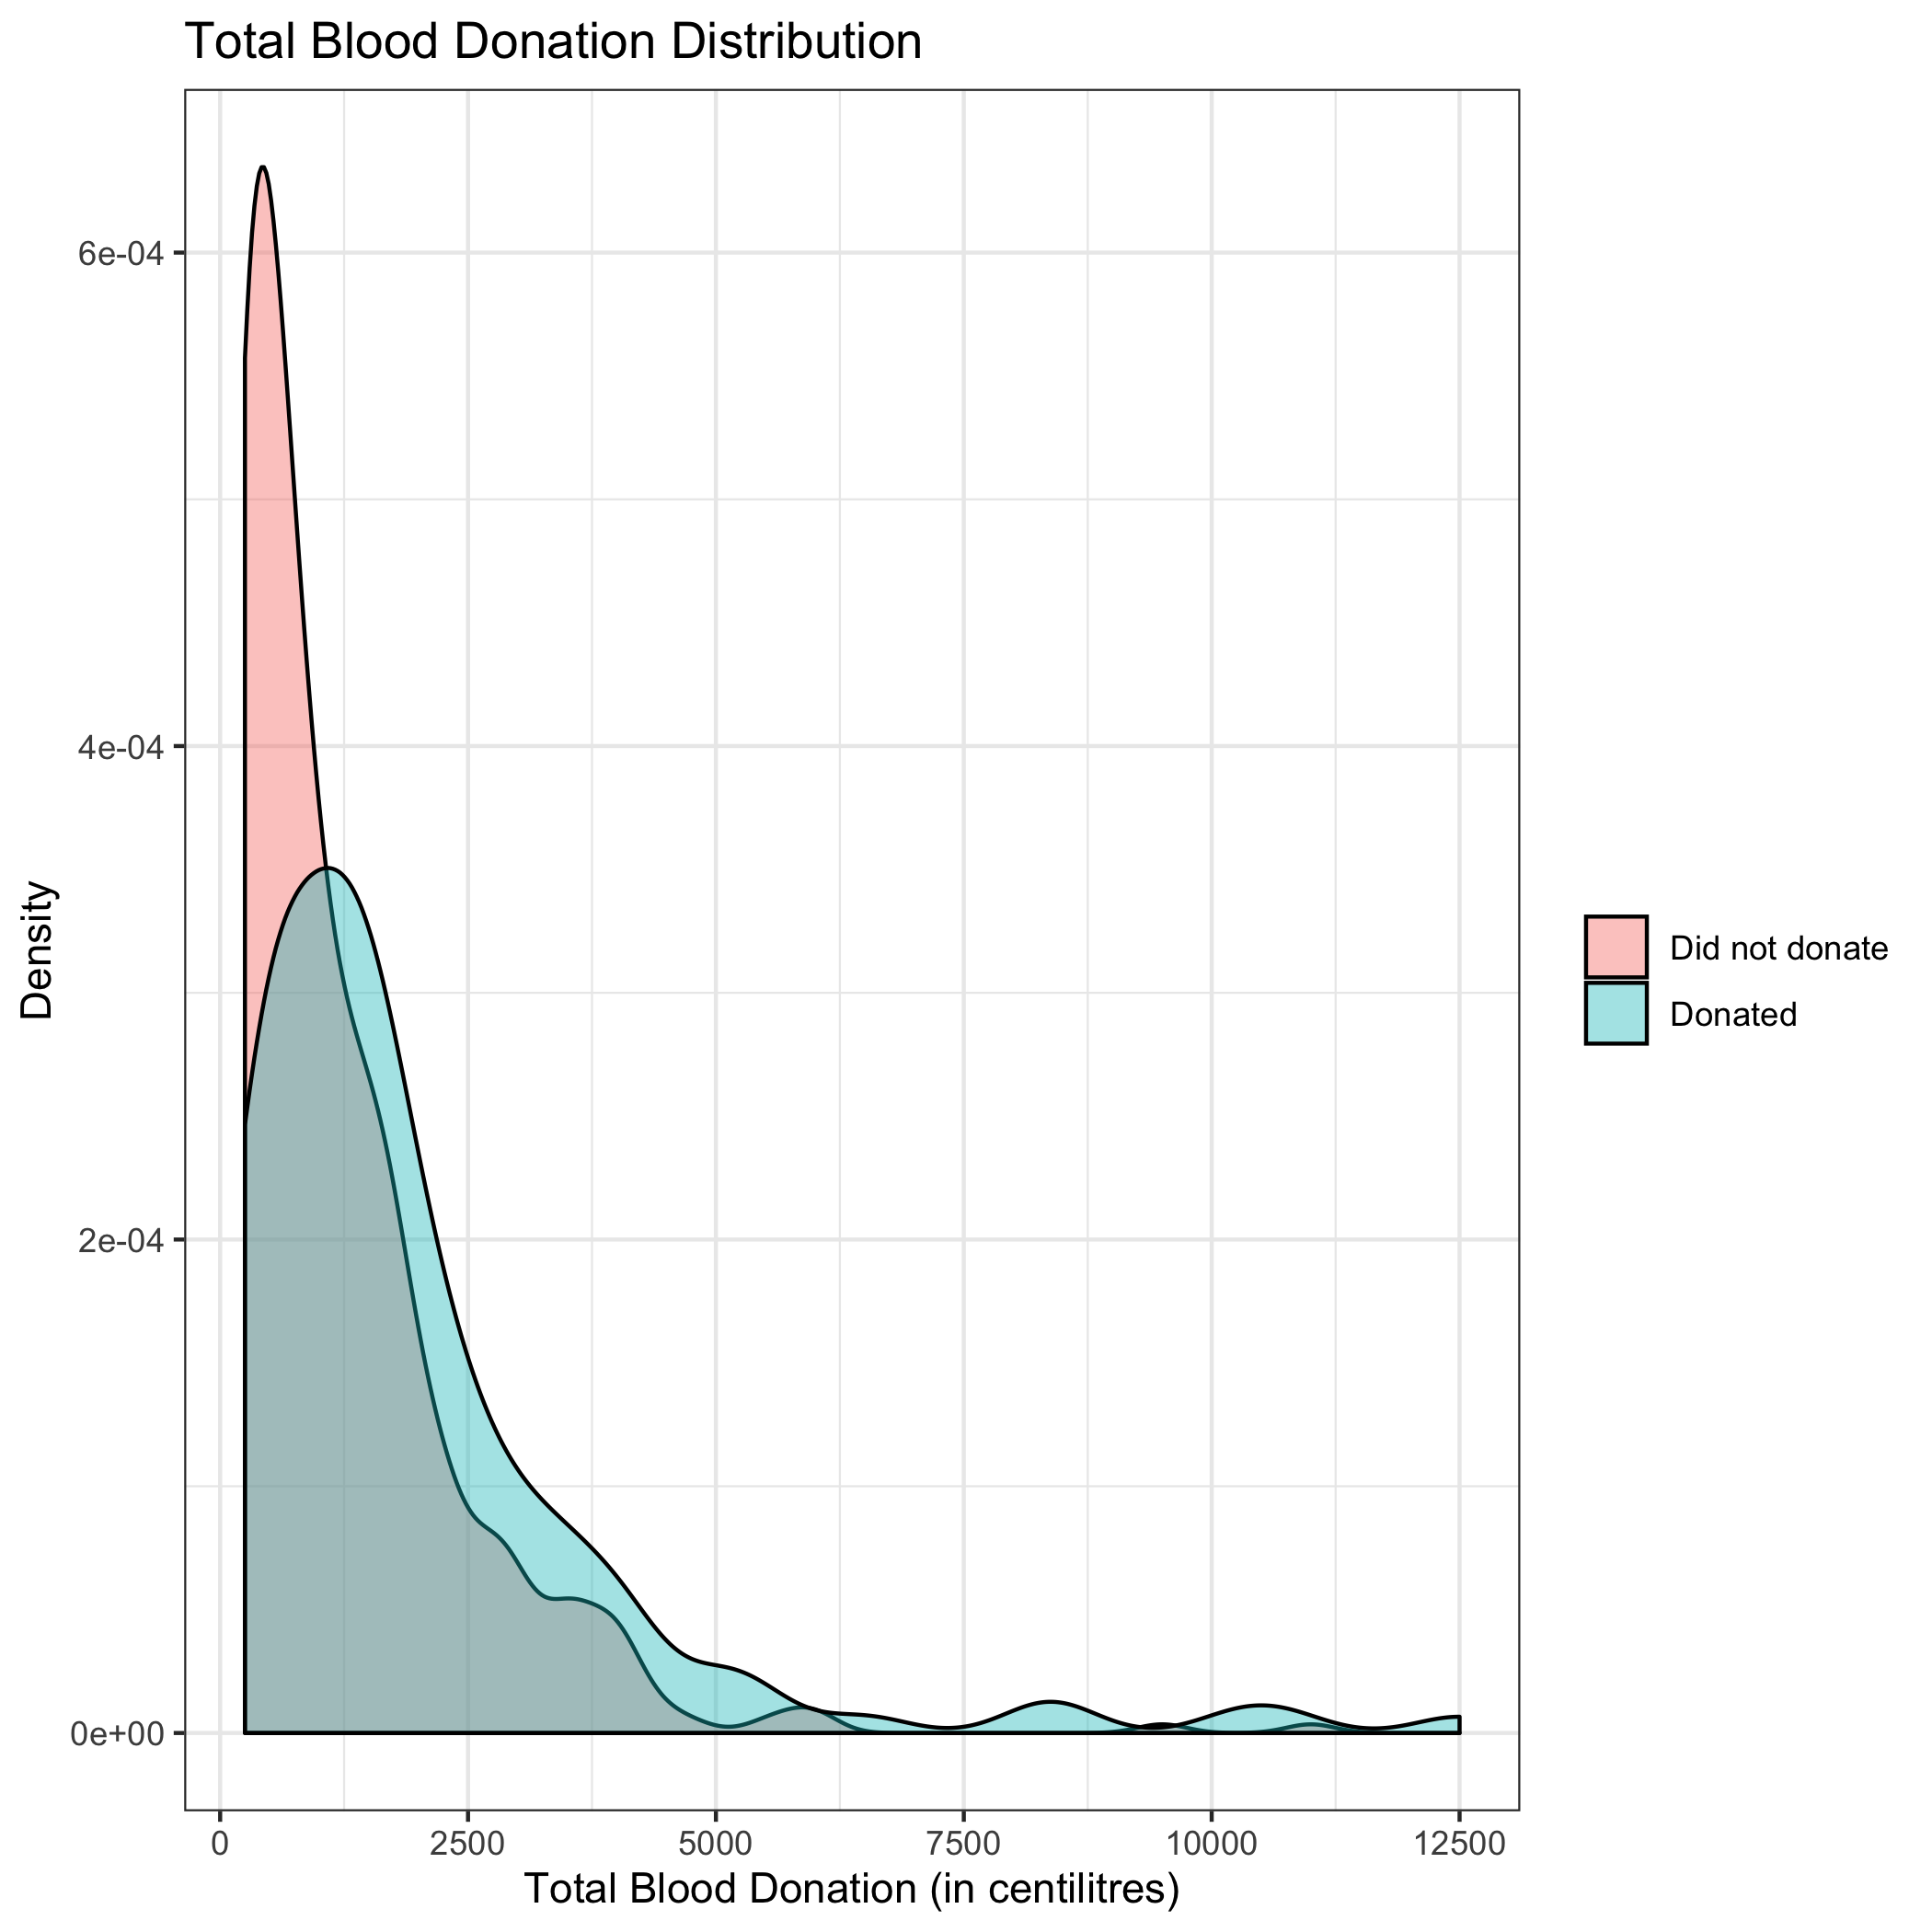 Total Blood Donation Distribution
6e-04
4e-04
2e-04
0e+00
Density
0 2500 5000 7500 10000 12500
Total Blood Donation (in centilitres)
Did not donate
Donated